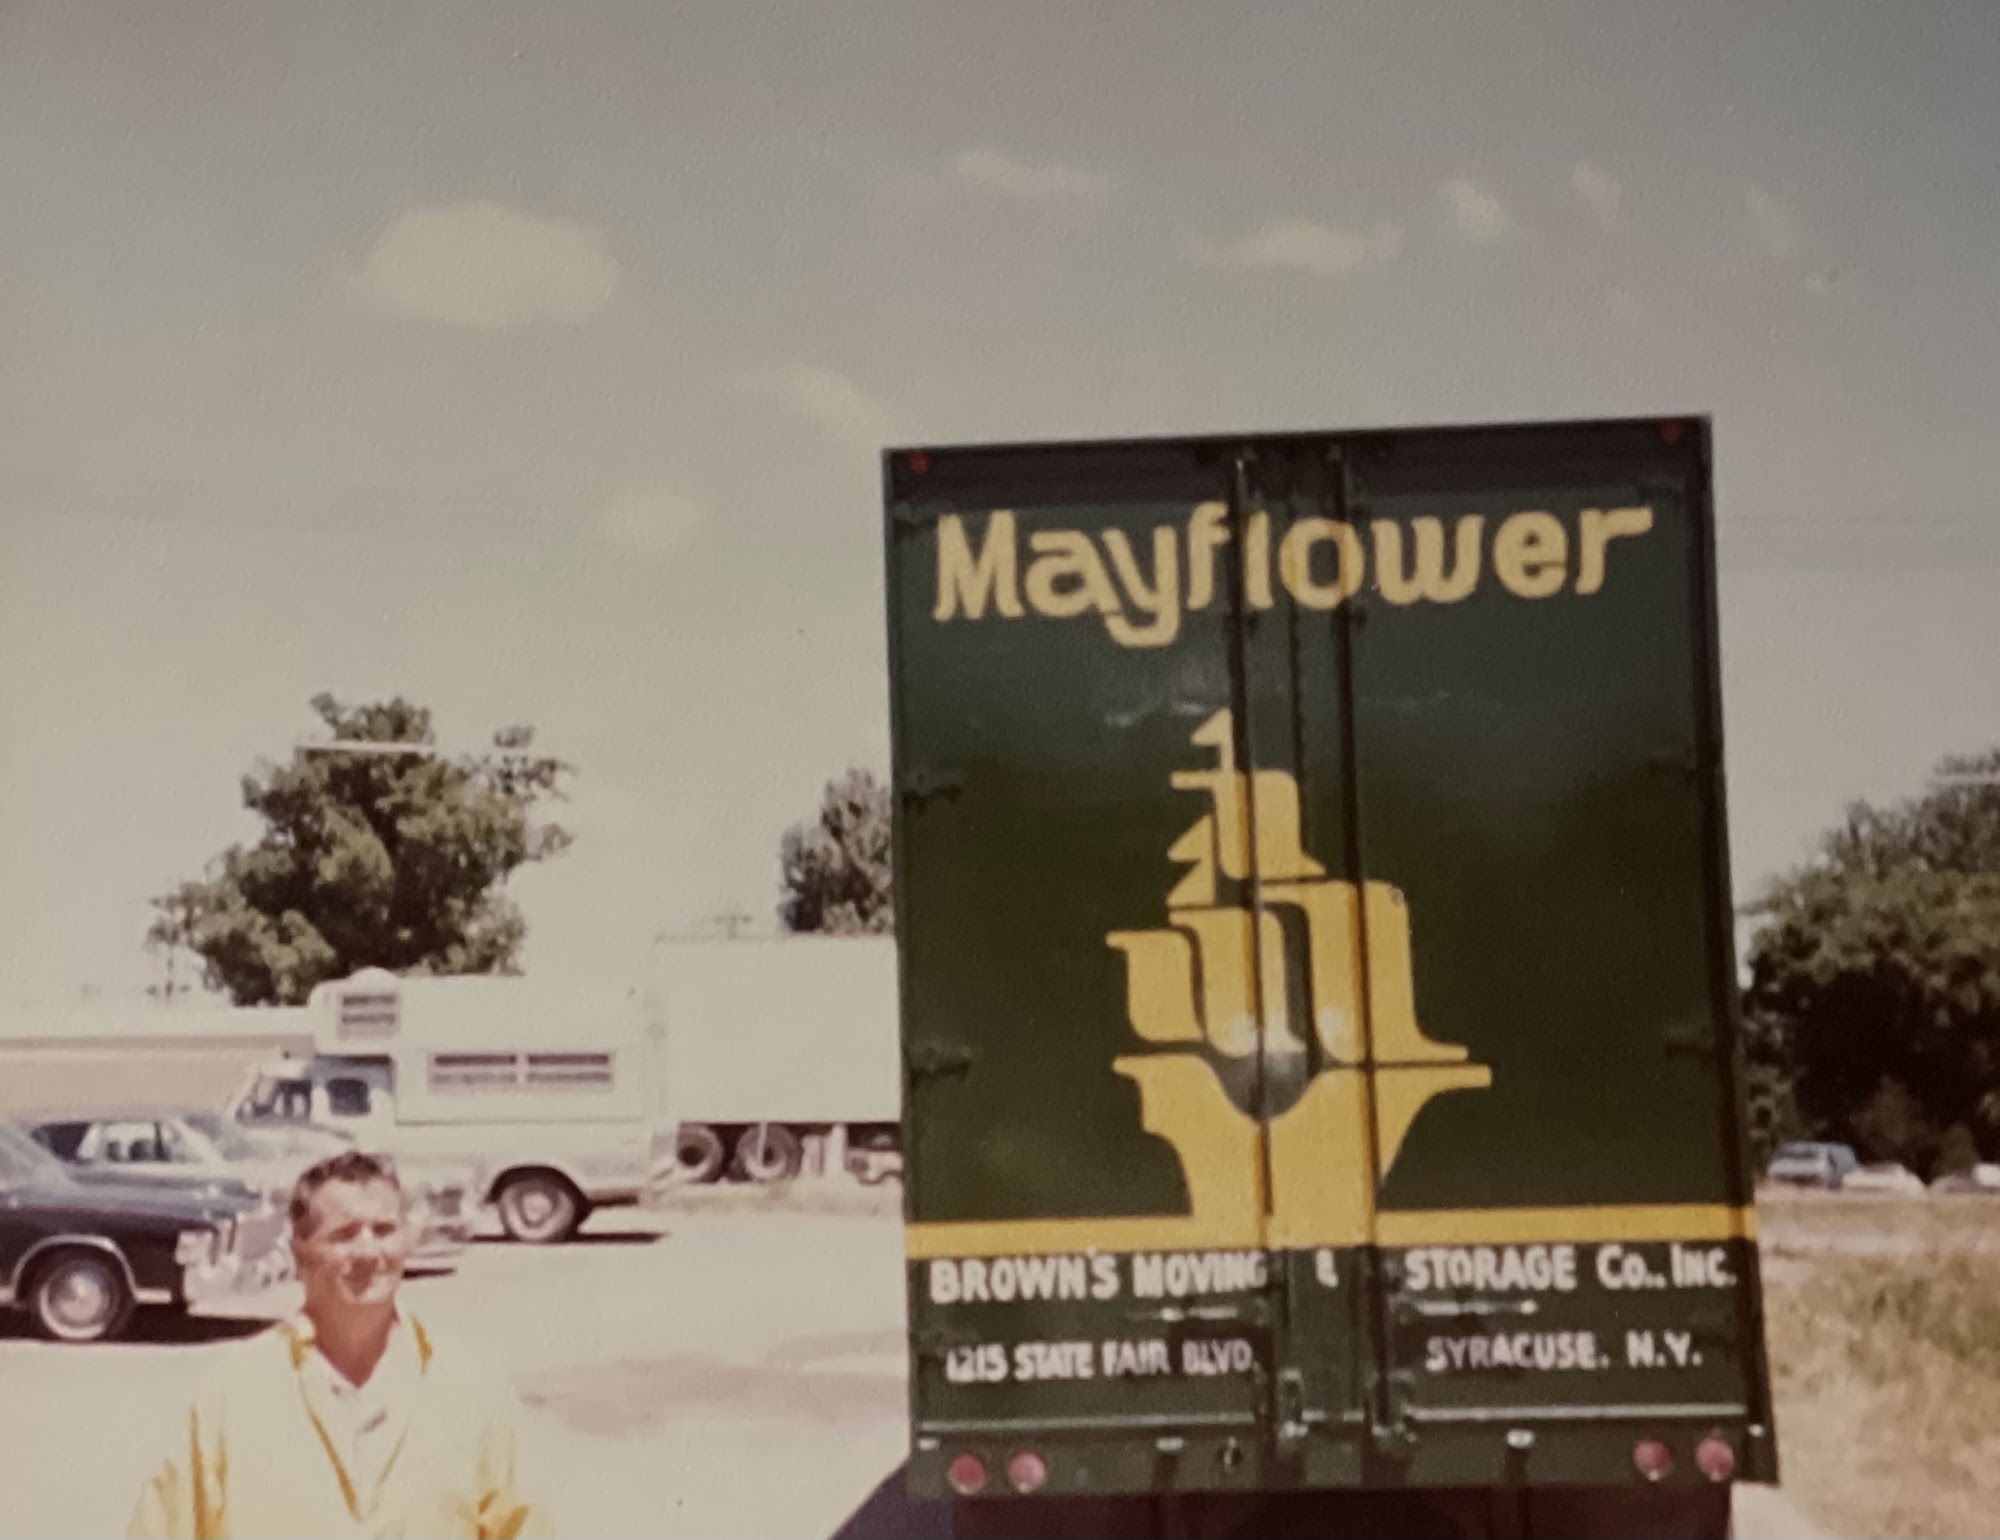 Mayflower
BROWN'S MOVING & STORAGE Co., INC.
1215 STATE FAIR BLVD. SYRACUSE, N.Y.